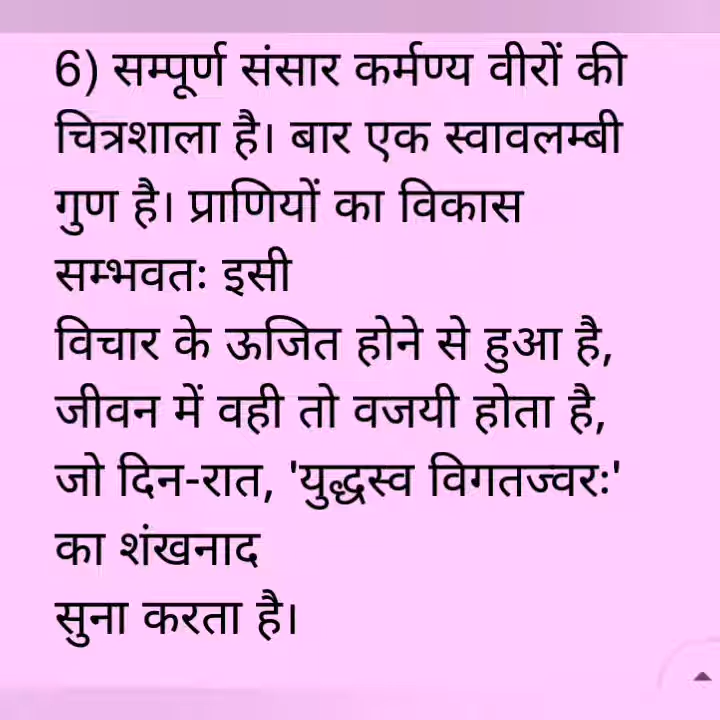 6) सम्पूर्ण संसार कर्मण्य वीरों की
चित्रशाला है। बार एक स्वावलम्बी
गुण है। प्राणियों का विकास
सम्भवतः इसी
विचार के ऊजित होने से हुआ है,
जीवन में वही तो वजयी होता है,
जो दिन-रात, 'युद्धस्व विगतज्वरः'
का शंखनाद
सुना करता है।